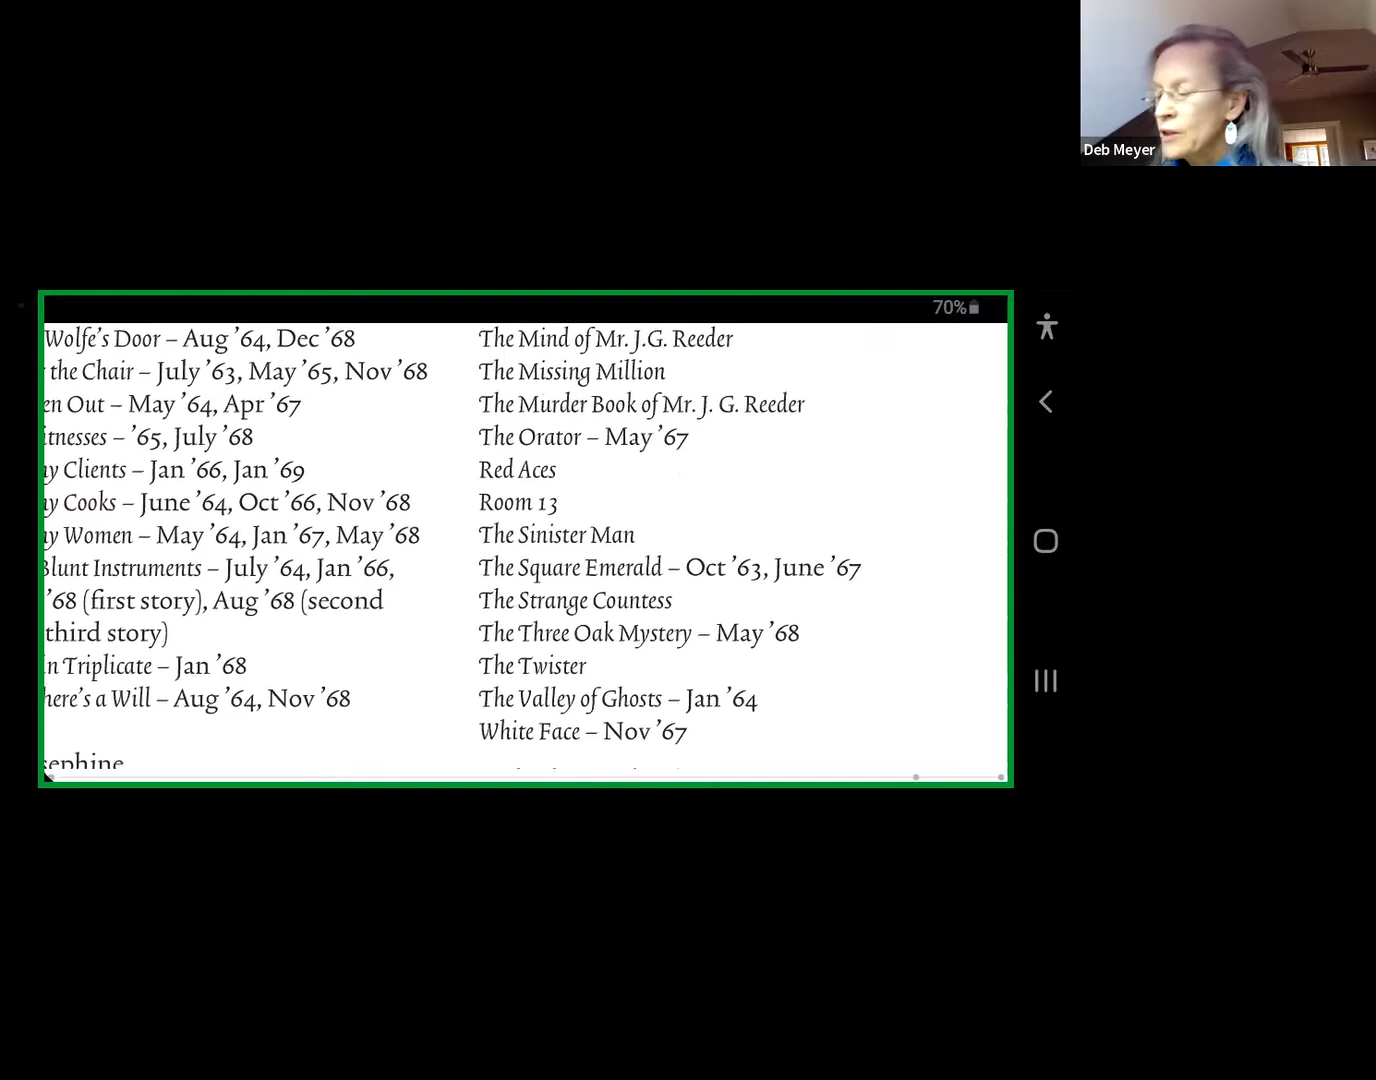 Deb Meyer
70%
Wolfe's Door – Aug '64, Dec '68
the Chair – July '63, May '65, Nov '68
en Out – May '64, Apr '67
itnesses – '65, July '68
ny Clients – Jan '66, Jan '69
ny Cooks – June '64, Oct '66, Nov '68
ny Women – May '64, Jan '67, May '68
Blunt Instruments – July '64, Jan '66,
'68 (first story), Aug '68 (second
third story)
in Triplicate – Jan '68
here's a Will – Aug '64, Nov '68
sephine
The Mind of Mr. J.G. Reeder
The Missing Million
The Murder Book of Mr. J. G. Reeder
The Orator – May '67
Red Aces
Room 13
The Sinister Man
The Square Emerald – Oct '63, June '67
The Strange Countess
The Three Oak Mystery – May '68
The Twister
The Valley of Ghosts – Jan '64
White Face – Nov '67